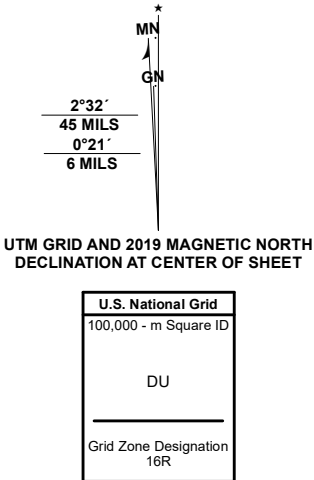 ★
MN
GN
2°32´
45 MILS
0°21´
6 MILS
UTM GRID AND 2019 MAGNETIC NORTH
DECLINATION AT CENTER OF SHEET
U.S. National Grid
100,000 - m Square ID
DU
Grid Zone Designation
16R